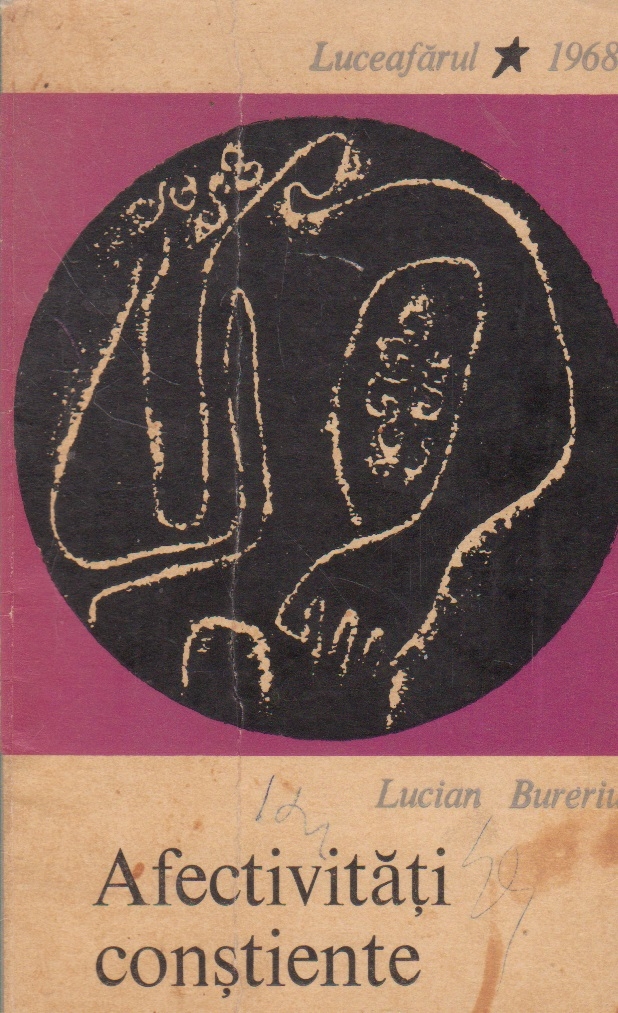 Luceafărul ★ 1968
Lucian Bureriu
Afectivități
conștiente